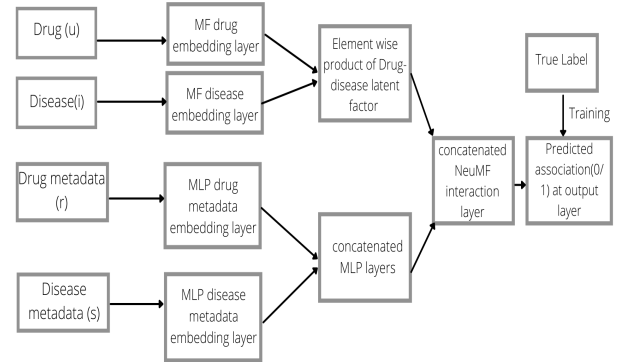 Drug (u)
MF drug
embedding layer
Element wise
product of Drug-
disease latent
factor
True Label
Disease(i)
MF disease
embedding layer
Training
Drug metadata
(r)
MLP drug
metadata
embedding layer
concatenated
NeuMF
interaction
layer
Predicted
association(0/
1) at output
layer
concatenated
MLP layers
Disease
metadata (s)
MLP disease
metadata
embedding layer